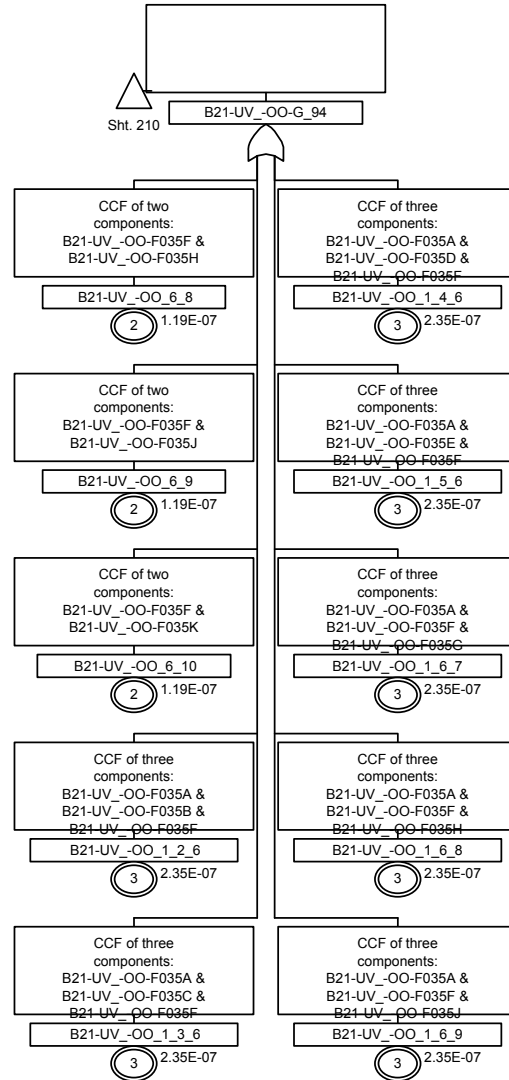 B21-UV_-OO-G_94
Sht. 210
CCF of two
components:
B21-UV_-OO-F035F &
B21-UV_-OO-F035H
B21-UV_-OO_6_8
2
1.19E-07
CCF of three
components:
B21-UV_-OO-F035A &
B21-UV_-OO-F035D &
B21-UV_-OO-F035F
B21-UV_-OO_1_4_6
3
2.35E-07
CCF of two
components:
B21-UV_-OO-F035F &
B21-UV_-OO-F035J
B21-UV_-OO_6_9
2
1.19E-07
CCF of three
components:
B21-UV_-OO-F035A &
B21-UV_-OO-F035E &
B21-UV_-OO-F035F
B21-UV_-OO_1_5_6
3
2.35E-07
CCF of two
components:
B21-UV_-OO-F035F &
B21-UV_-OO-F035K
B21-UV_-OO_6_10
2
1.19E-07
CCF of three
components:
B21-UV_-OO-F035A &
B21-UV_-OO-F035F &
B21-UV_-OO-F035G
B21-UV_-OO_1_6_7
3
2.35E-07
CCF of three
components:
B21-UV_-OO-F035A &
B21-UV_-OO-F035B &
B21-UV_-OO-F035F
B21-UV_-OO_1_2_6
3
2.35E-07
CCF of three
components:
B21-UV_-OO-F035A &
B21-UV_-OO-F035F &
B21-UV_-OO-F035H
B21-UV_-OO_1_6_8
3
2.35E-07
CCF of three
components:
B21-UV_-OO-F035A &
B21-UV_-OO-F035C &
B21-UV_-OO-F035F
B21-UV_-OO_1_3_6
3
2.35E-07
CCF of three
components:
B21-UV_-OO-F035A &
B21-UV_-OO-F035F &
B21-UV_-OO-F035J
B21-UV_-OO_1_6_9
3
2.35E-07